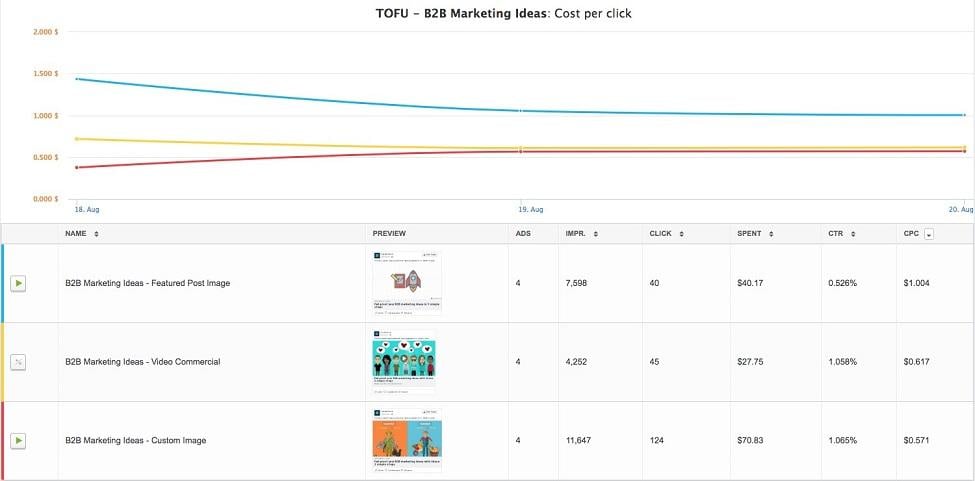 TOFU - B2B Marketing Ideas: Cost per click
2.000 $
1.500 $
1.000 $
0.500 $
0.000 $
18. Aug 19. Aug 20. Aug
NAME PREVIEW ADS IMPR. CLICK SPENT CTR CPC
B2B Marketing Ideas - Featured Post Image 4 7,598 40 $40.17 0.526% $1.004
B2B Marketing Ideas - Video Commercial 4 4,252 45 $27.75 1.058% $0.617
B2B Marketing Ideas - Custom Image 4 11,647 124 $70.83 1.065% $0.571